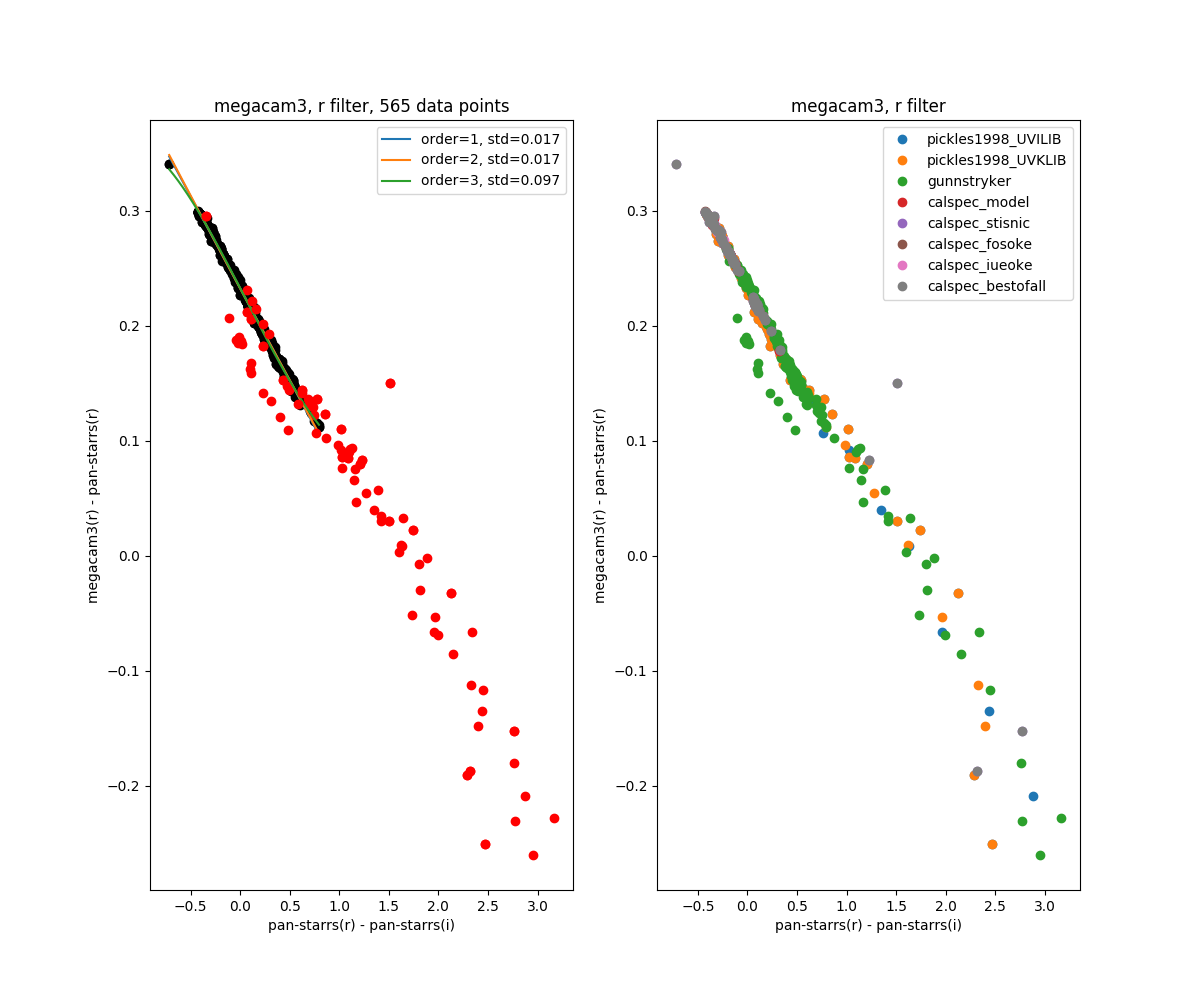 megacam3, r filter, 565 data points
order=1, std=0.017
order=2, std=0.017
order=3, std=0.097
0.3
0.2
0.1
0.0
−0.1
−0.2
megacam3(r) - pan-starrs(r)
−0.5 0.0 0.5 1.0 1.5 2.0 2.5 3.0
pan-starrs(r) - pan-starrs(i)
megacam3, r filter
pickles1998_UVILIB
pickles1998_UVKLIB
gunnstryker
calspec_model
calspec_stisnic
calspec_fosoke
calspec_iueoke
calspec_bestofall
0.3
0.2
0.1
0.0
−0.1
−0.2
megacam3(r) - pan-starrs(r)
−0.5 0.0 0.5 1.0 1.5 2.0 2.5 3.0
pan-starrs(r) - pan-starrs(i)